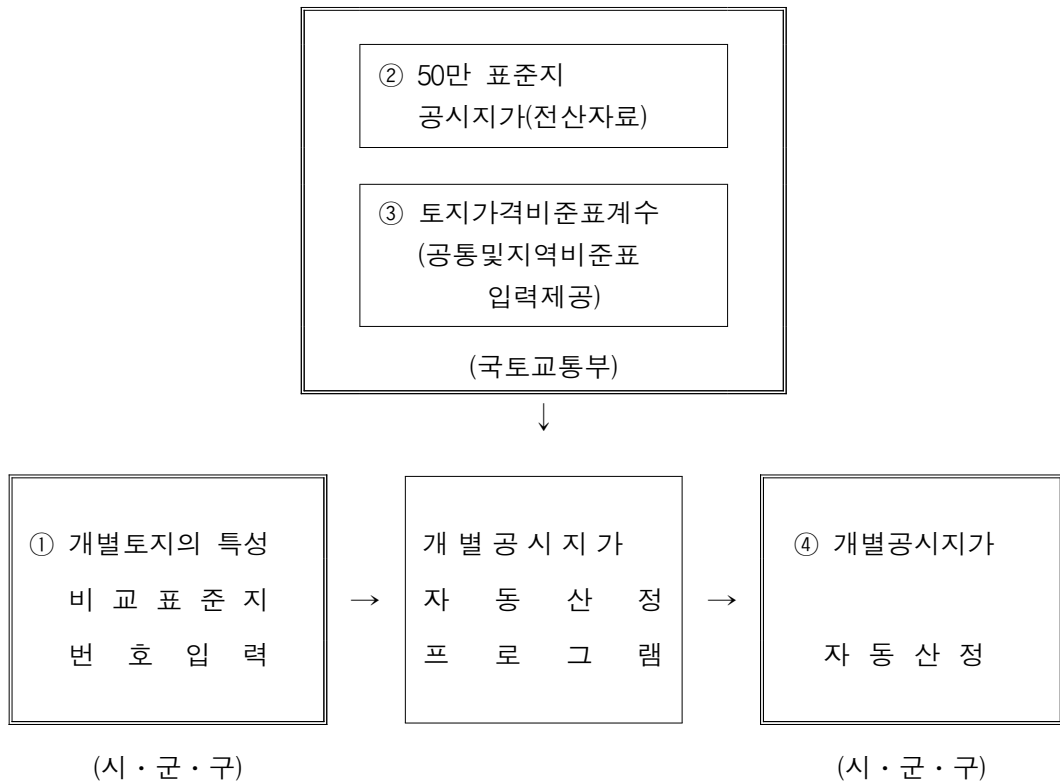 ② 50만 표준지
공시지가(전산자료)
③ 토지가격비준표계수
(공통및지역비준표
입력제공)
(국토교통부)
↓
① 개별토지의 특성
비 교 표 준 지
번 호 입 력
→
개 별 공 시 지 가
자 동 산 정
프 로 그 램
→
④ 개별공시지가
자 동 산 정
(시・군・구)
(시・군・구)